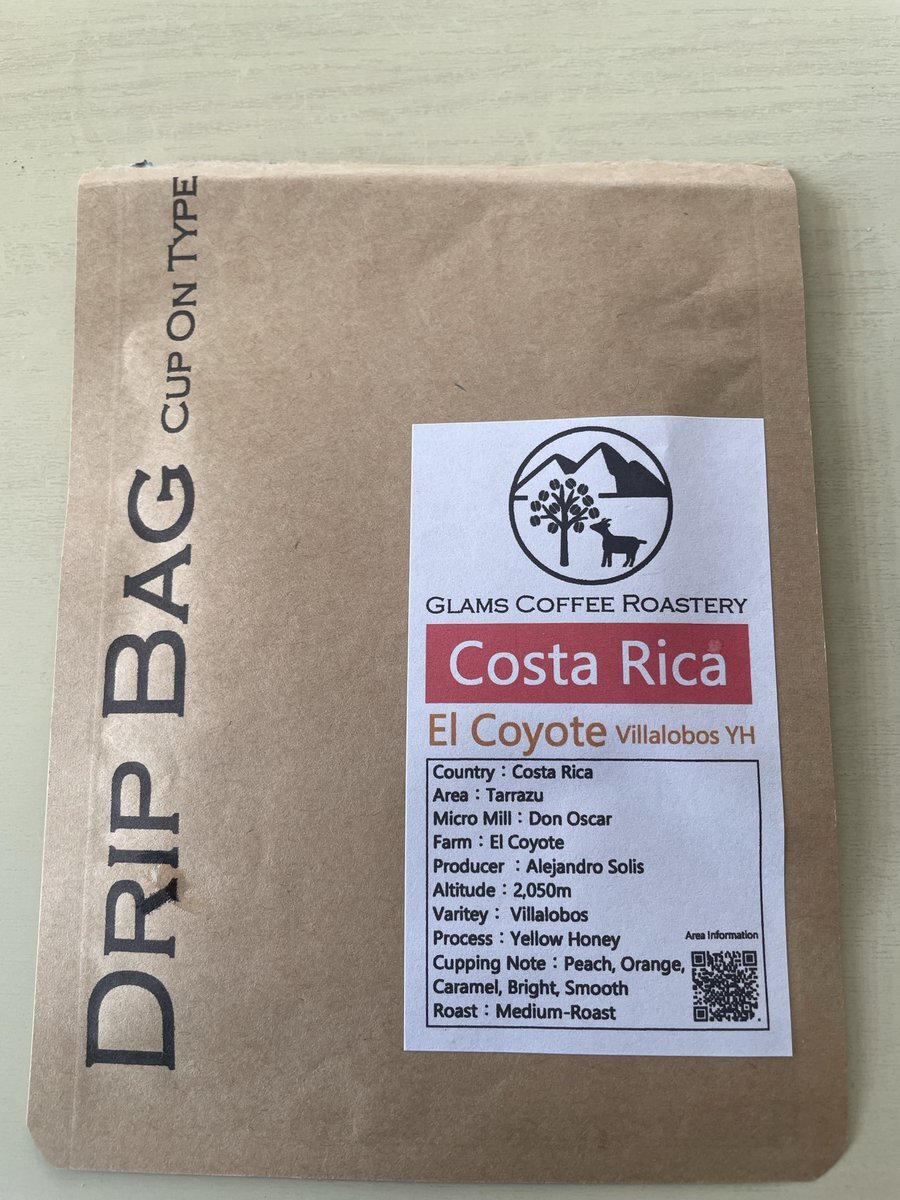 DRIP BAG CUP ON TYPE
GLAMS COFFEE ROASTERY
Costa Rica
El Coyote Villalobos YH
Country：Costa Rica
Area：Tarrazu
Micro Mill：Don Oscar
Farm：El Coyote
Producer ：Alejandro Solis
Altitude：2,050m
Varitey： Villalobos
Process：Yellow Honey
Area Information
Cupping Note：Peach, Orange,
Caramel, Bright, Smooth
Roast：Medium-Roast